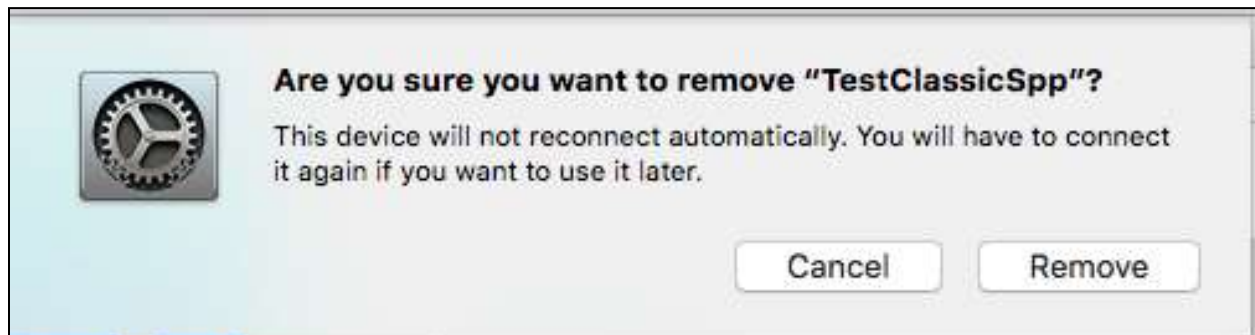 Are you sure you want to remove “TestClassicSpp”?
This device will not reconnect automatically. You will have to connect
it again if you want to use it later.
Cancel Remove